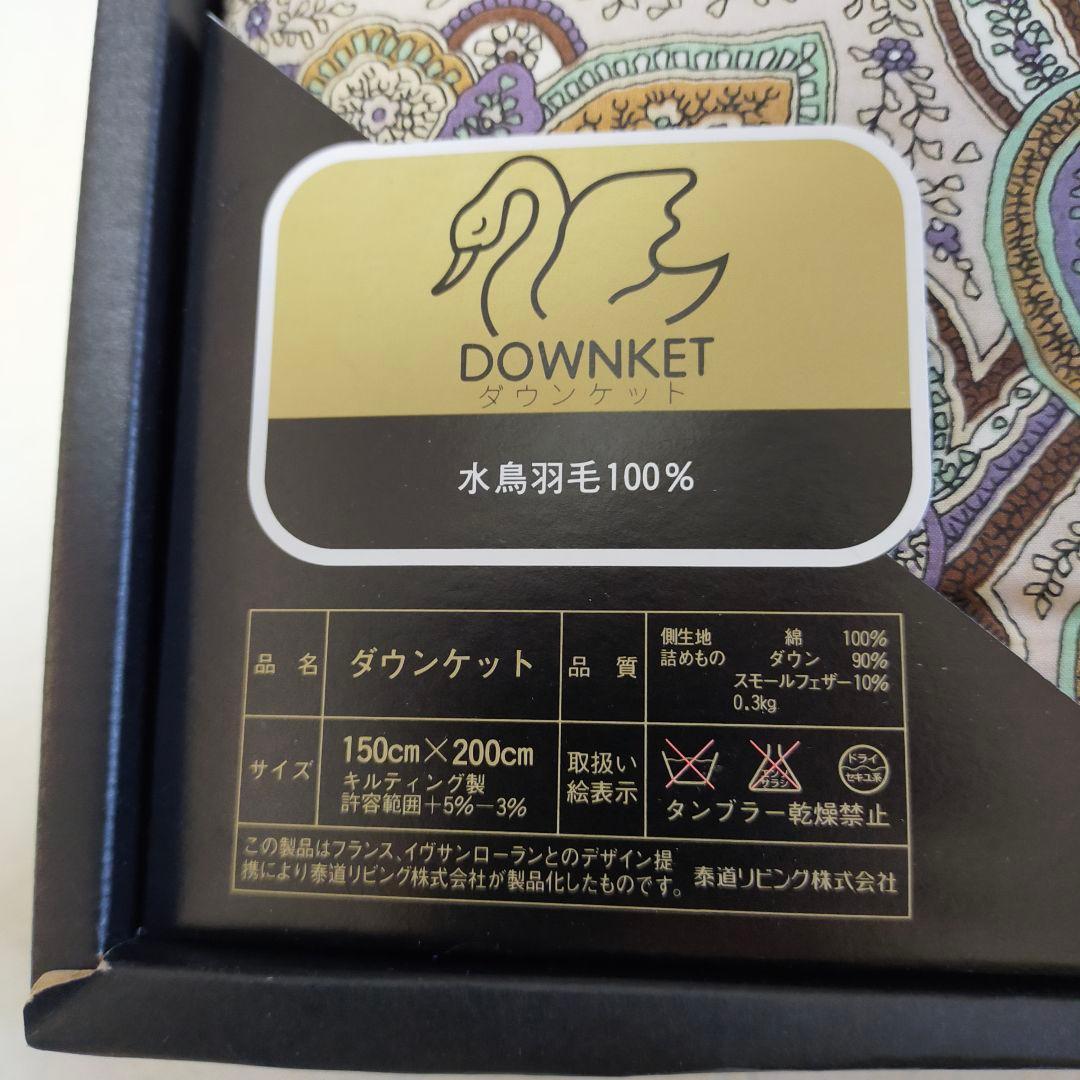 DOWNKET
ダウンケット
水鳥羽毛100%
品名
ダウンケット
品質
側生地 綿 100%
詰めもの ダウン 90%
スモールフェザー10%
0.3kg
サイズ
150cm×200cm
キルティング製
許容範囲+5%-3%
取扱い
絵表示
エンソ
サラシ
ドライ
セキユ系
タンブラー乾燥禁止
この製品はフランス、イヴサンローランとのデザイン提
携により泰道リビング株式会社が製品化したものです。
泰道リビング株式会社